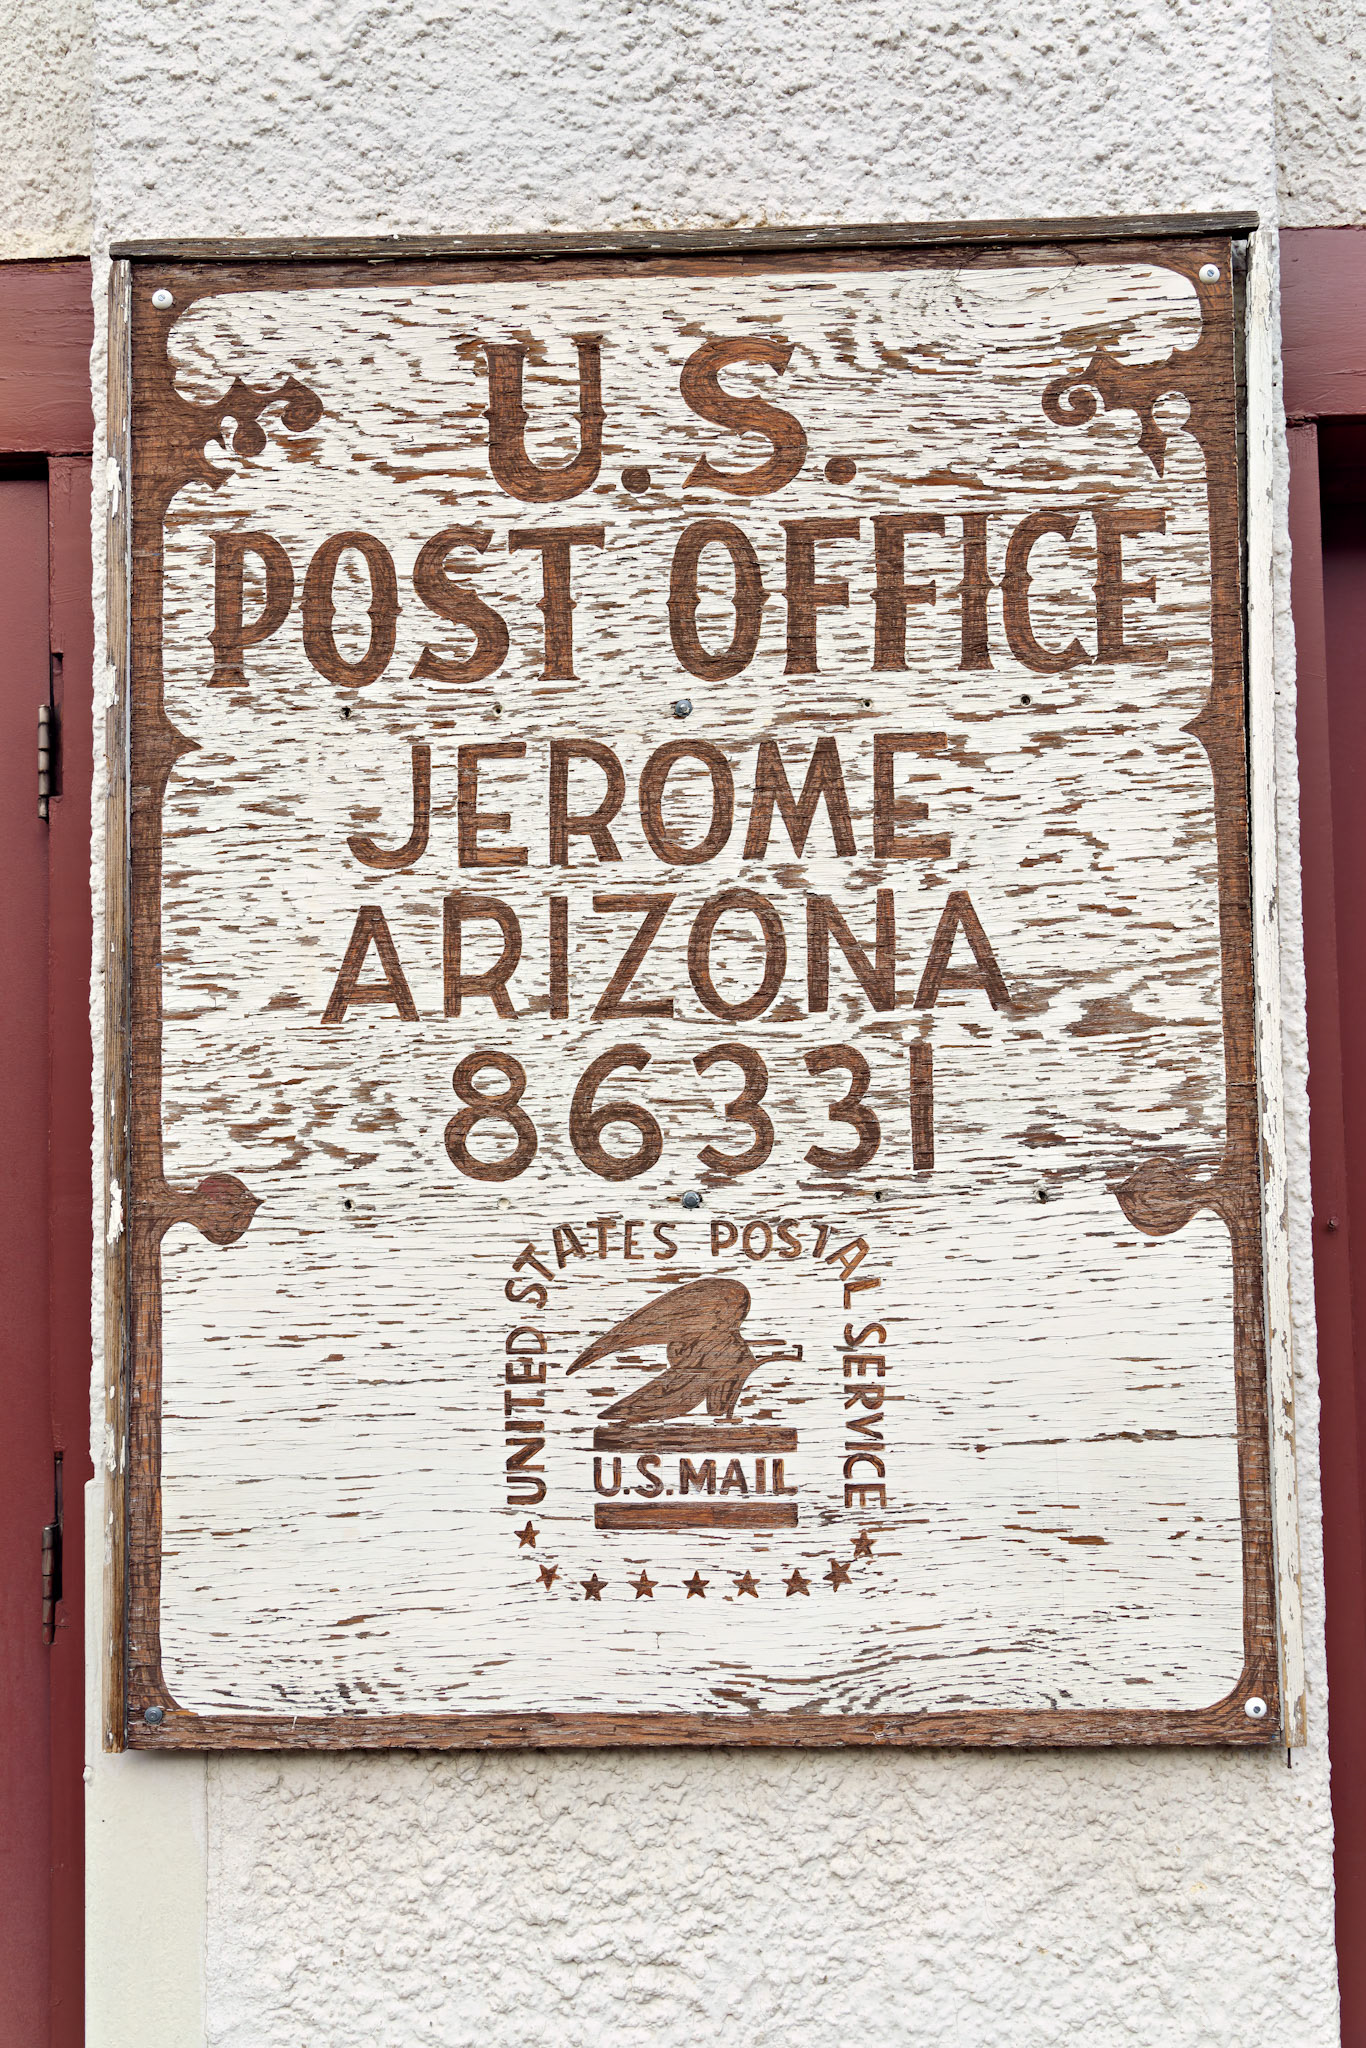 U.S.
POST OFFICE
JEROME
ARIZONA
86331
UNITED STATES POSTAL SERVICE
U.S.MAIL